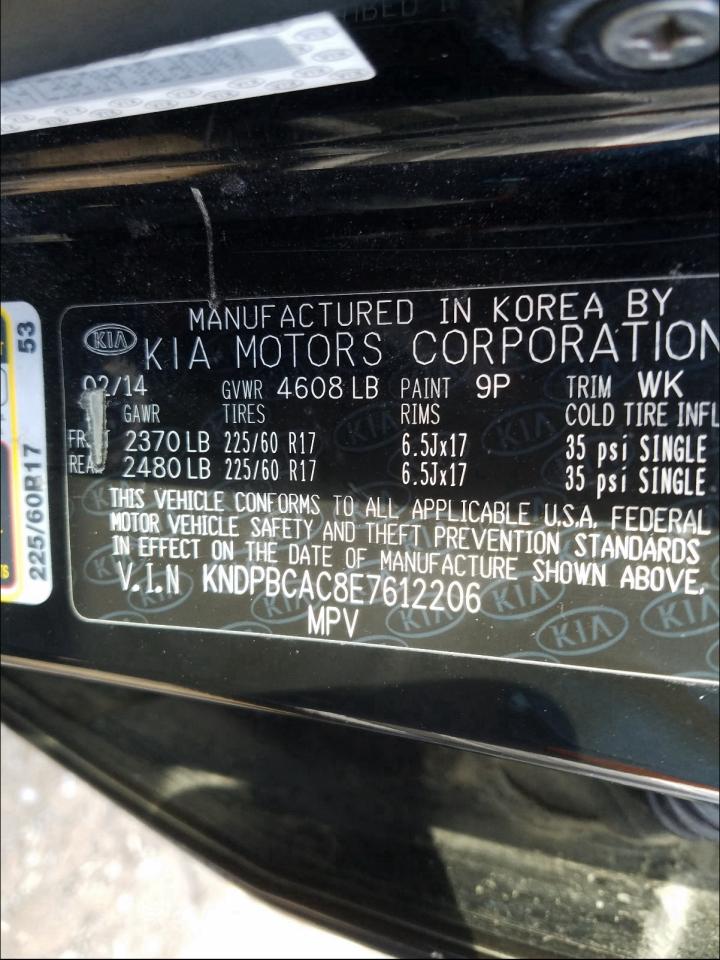 KIA
MANUFACTURED IN KOREA BY
KIA MOTORS CORPORATION
02/14 GVWR 4608 LB PAINT 9P TRIM WK
GAWR TIRES RIMS COLD TIRE INFL
2370 LB 225/60 R17 6.5Jx17 35 psi SINGLE
2480 LB 225/60 R17 6.5Jx17 35 psi SINGLE
THIS VEHICLE CONFORMS TO ALL APPLICABLE U.S.A. FEDERAL
MOTOR VEHICLE SAFETY AND THEFT PREVENTION STANDARDS
IN EFFECT ON THE DATE OF MANUFACTURE SHOWN ABOVE.
V.I.N KNDPBCAC8E7612206
MPV
225/60R17 53